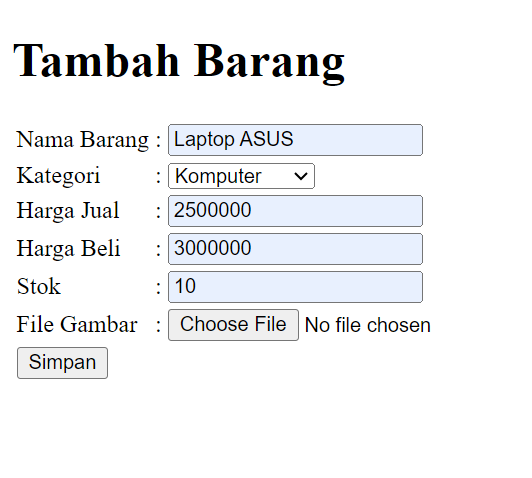 Tambah Barang
Nama Barang : Laptop ASUS
Kategori : Komputer
Harga Jual : 2500000
Harga Beli : 3000000
Stok : 10
File Gambar : Choose File No file chosen
Simpan